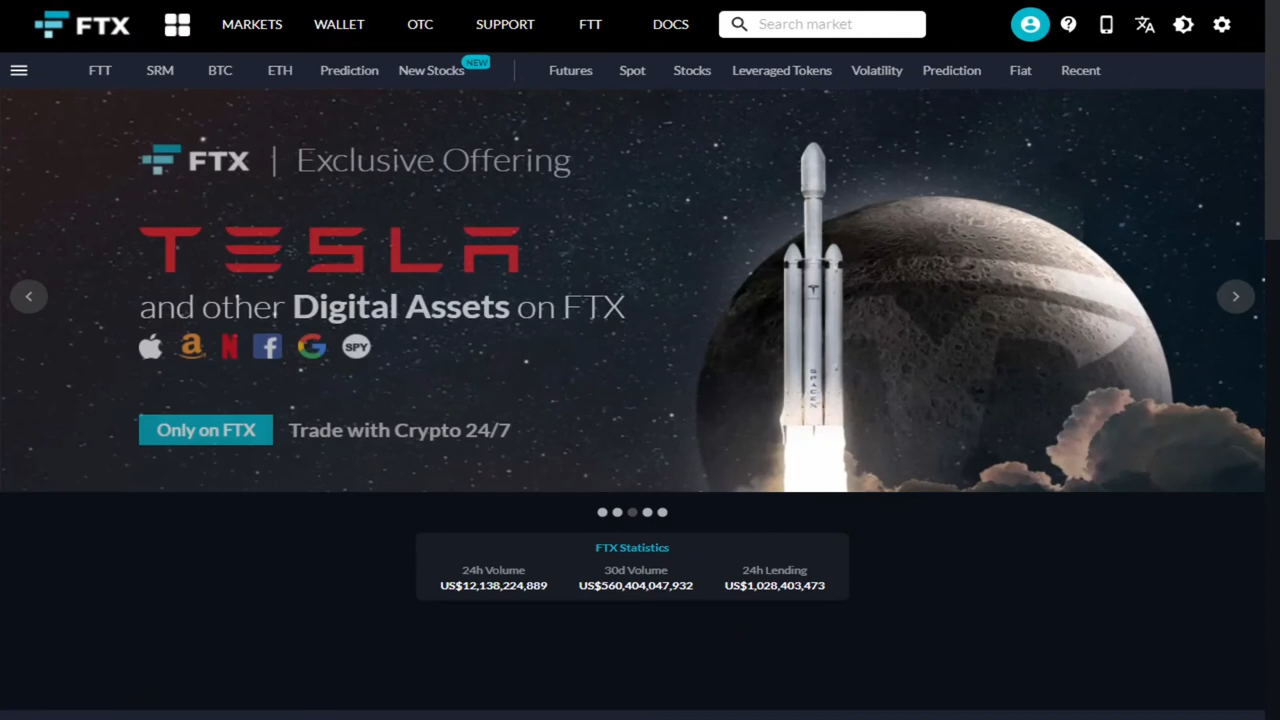 FTX MARKETS WALLET OTC SUPPORT FTT DOCS Search market
FTT SRM BTC ETH Prediction New Stocks NEW Futures Spot Stocks Leveraged Tokens Volatility Prediction Fiat Recent
FTX | Exclusive Offering
TESLA
and other Digital Assets on FTX
SPY
Only on FTX Trade with Crypto 24/7
SPACEX
FTX Statistics
24h Volume 30d Volume 24h Lending
US$12,138,224,889 US$560,404,047,932 US$1,028,403,473